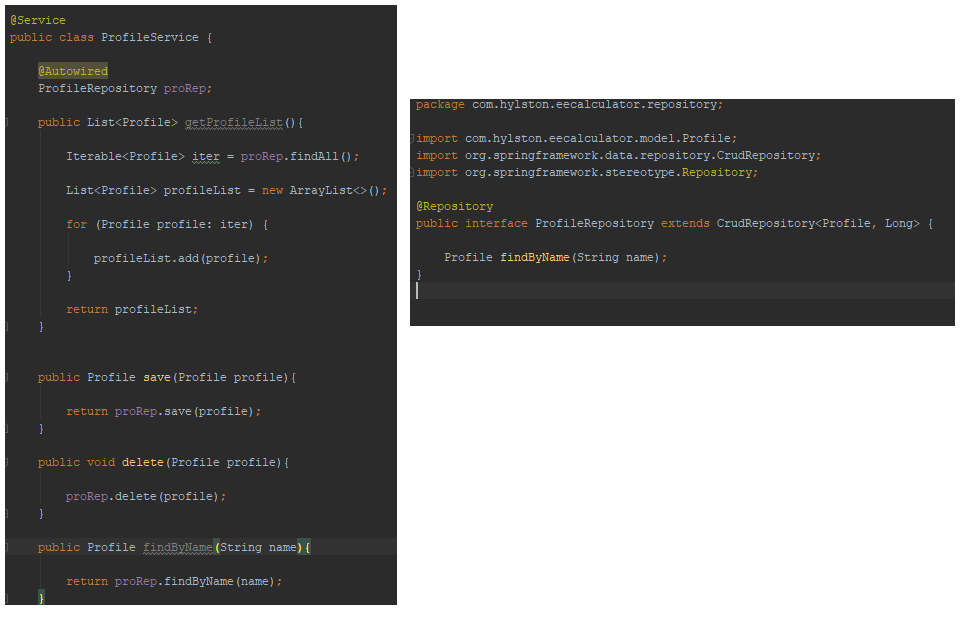 @Service
public class ProfileService {
@Autowired
ProfileRepository proRep;
public List<Profile> getProfileList(){
Iterable<Profile> iter = proRep.findAll();
List<Profile> profileList = new ArrayList<>();
for (Profile profile: iter) {
profileList.add(profile);
}
return profileList;
}
public Profile save(Profile profile){
return proRep.save(profile);
}
public void delete(Profile profile){
proRep.delete(profile);
}
public Profile findByName(String name){
return proRep.findByName(name);
}
package com.hylston.eecalculator.repository;
import com.hylston.eecalculator.model.Profile;
import org.springframework.data.repository.CrudRepository;
import org.springframework.stereotype.Repository;
@Repository
public interface ProfileRepository extends CrudRepository<Profile, Long> {
Profile findByName(String name);
}